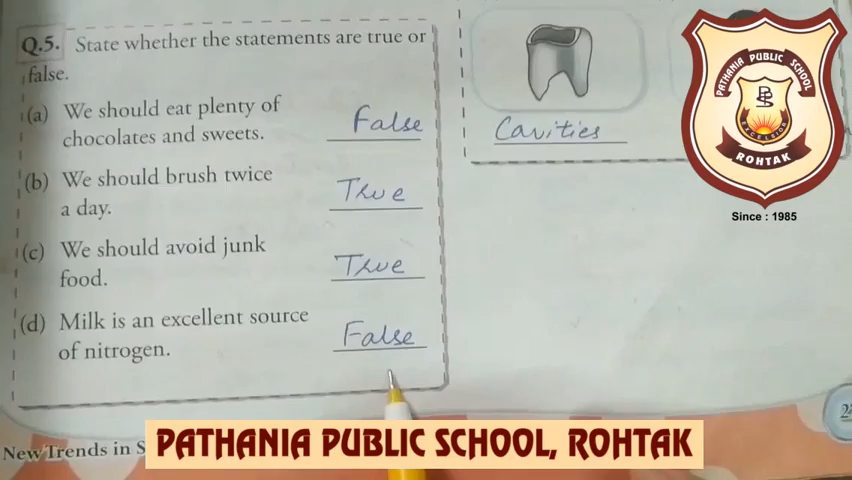 Q.5. State whether the statements are true or
false.
(a) We should eat plenty of
chocolates and sweets.
False
(b) We should brush twice
a day.
True
(c) We should avoid junk
food.
True
(d) Milk is an excellent source
of nitrogen.
False
Cavities
PATHANIA PUBLIC SCHOOL
PPS
EXCELSIOR
ROHTAK
Since : 1985
New Trends in S
PATHANIA PUBLIC SCHOOL, ROHTAK